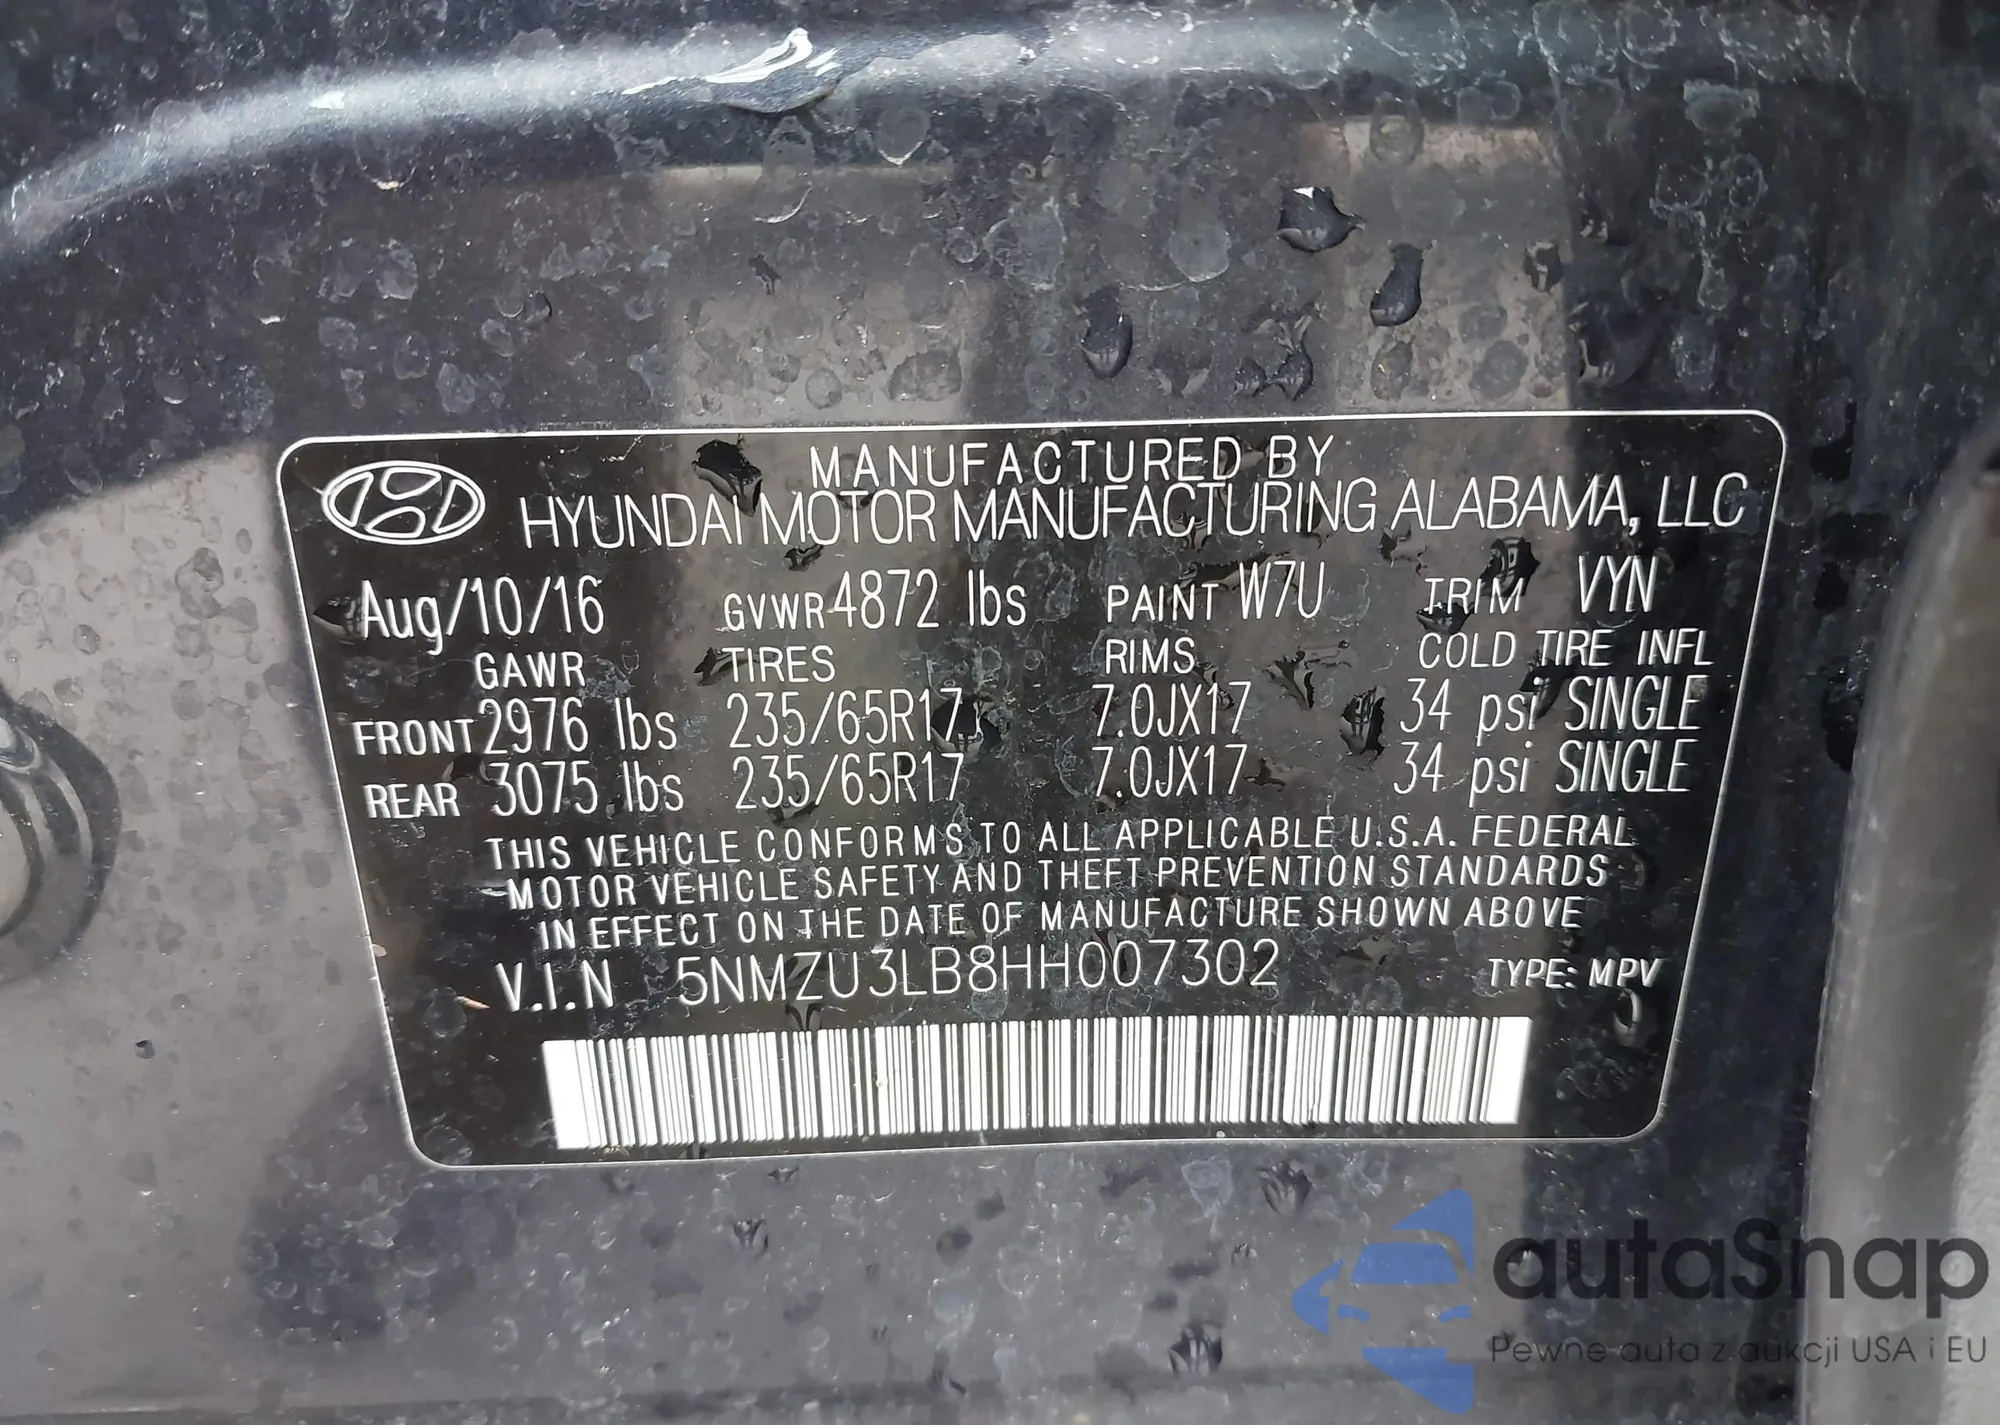 MANUFACTURED BY
HYUNDAI MOTOR MANUFACTURING ALABAMA, LLC
Aug/10/16 GVWR 4872 lbs PAINT W7U TRIM VYN
GAWR TIRES RIMS COLD TIRE INFL
FRONT 2976 lbs 235/65R17 7.0JX17 34 psi SINGLE
REAR 3075 lbs 235/65R17 7.0JX17 34 psi SINGLE
THIS VEHICLE CONFORMS TO ALL APPLICABLE U.S.A. FEDERAL
MOTOR VEHICLE SAFETY AND THEFT PREVENTION STANDARDS
IN EFFECT ON THE DATE OF MANUFACTURE SHOWN ABOVE
V.I.N 5NMZU3LB8HH007302 TYPE: MPV
autaSnap
Pewne auta z aukcji USA i EU